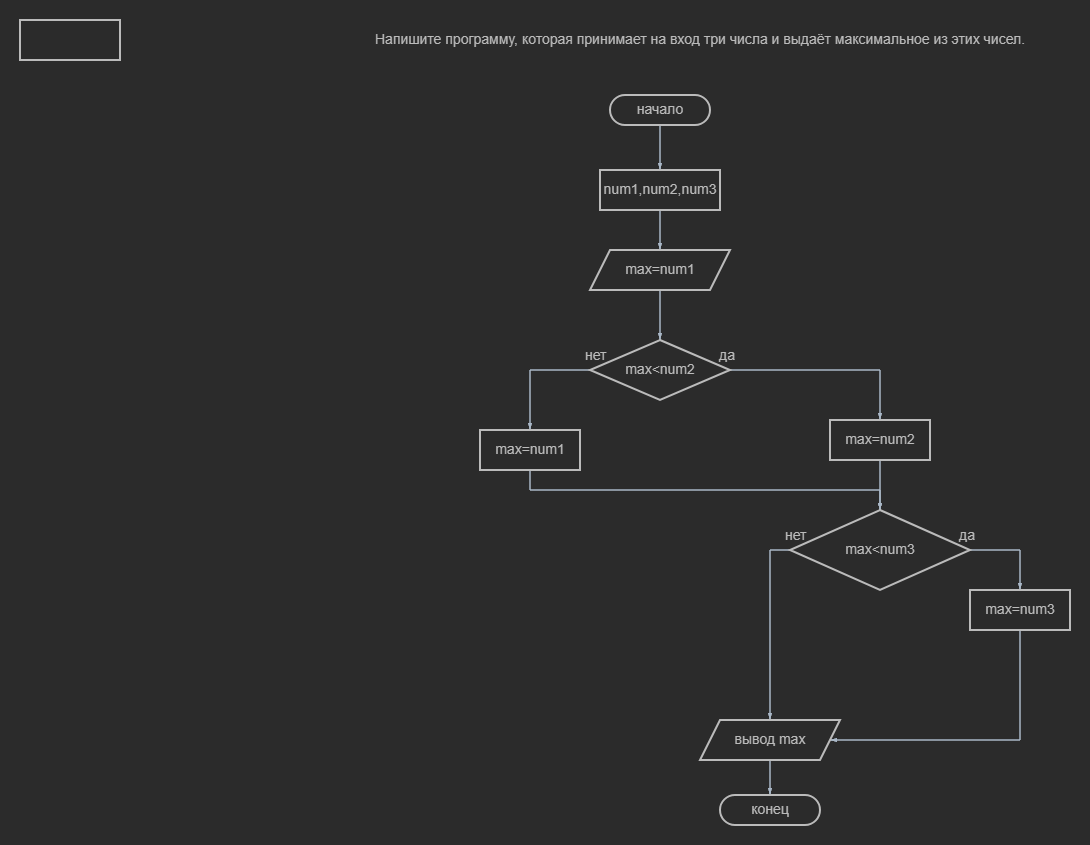 Напишите программу, которая принимает на вход три числа и выдаёт максимальное из этих чисел.
начало
num1,num2,num3
max=num1
нет
да
max<num2
max=num1
max=num2
нет
да
max<num3
max=num3
вывод max
конец